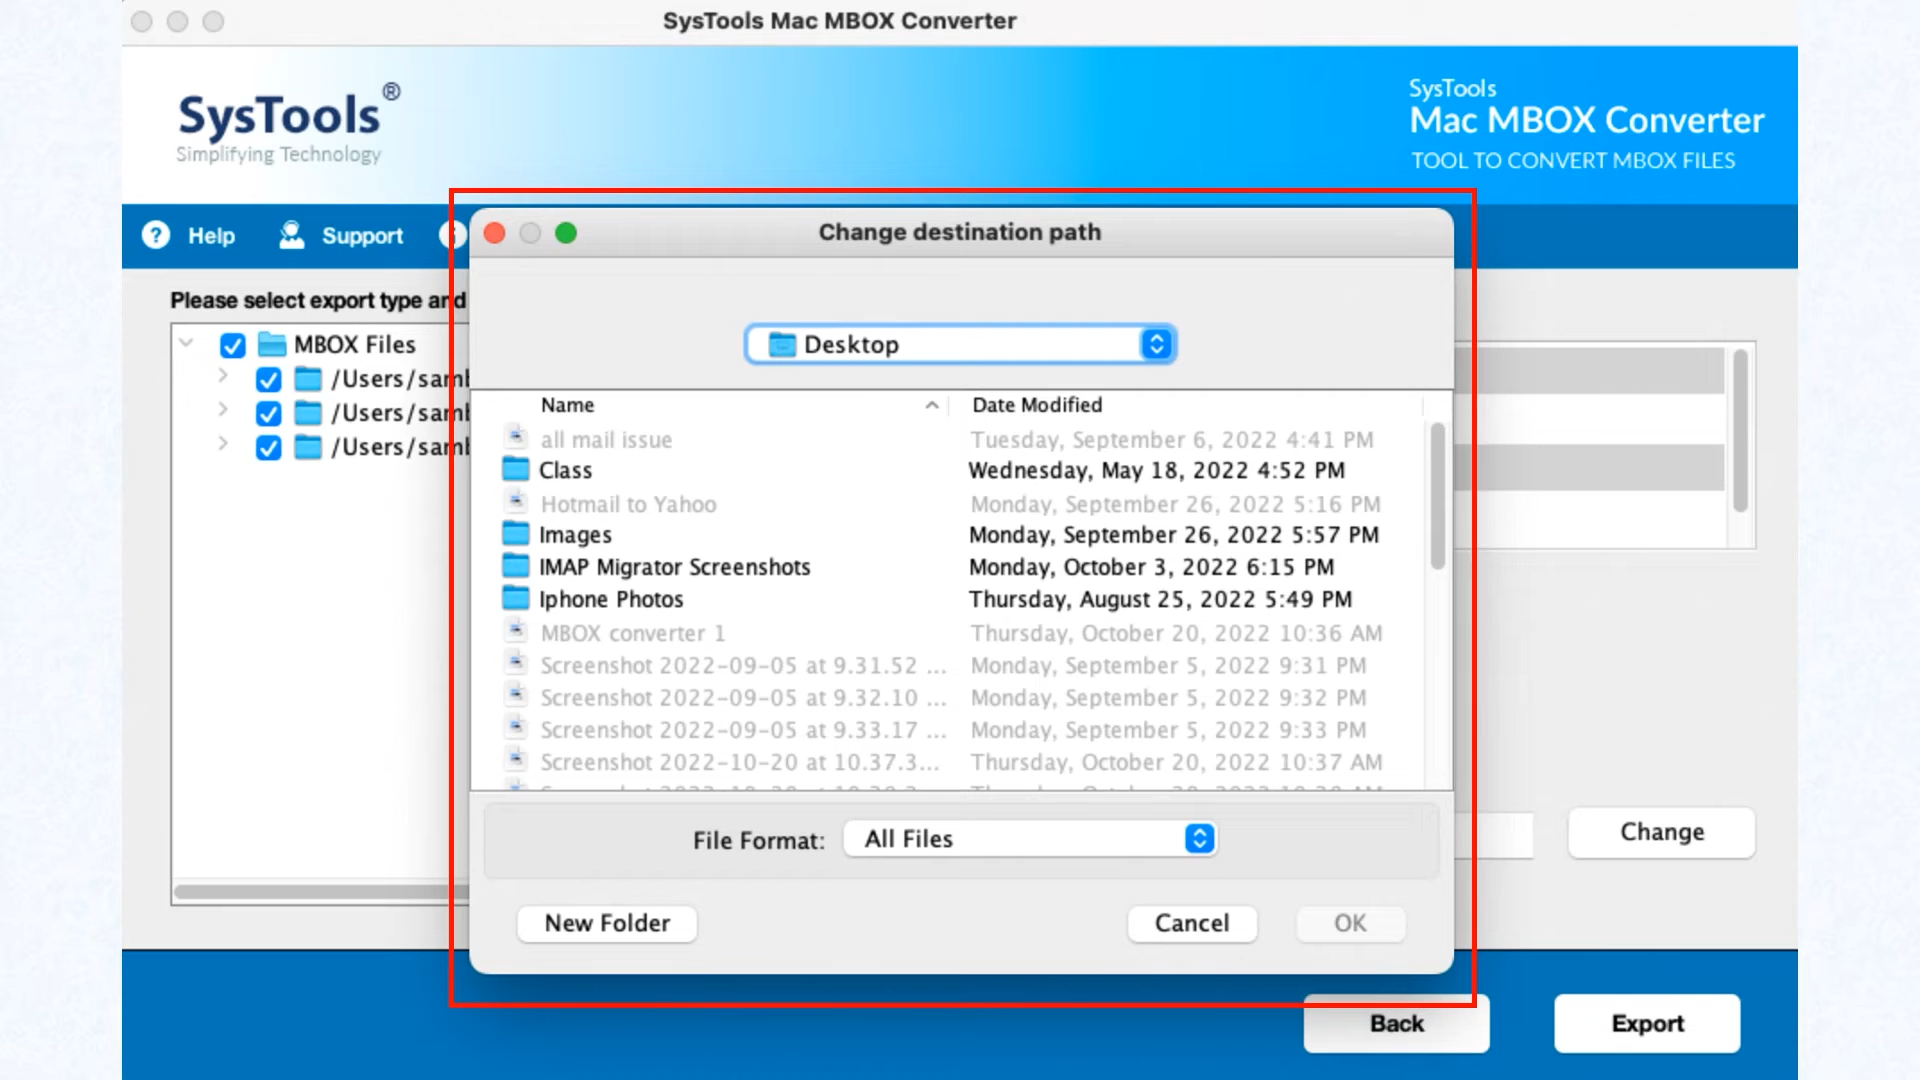 SysTools Mac MBOX Converter
SysTools®
Simplifying Technology
SysTools
Mac MBOX Converter
TOOL TO CONVERT MBOX FILES
? Help
Support
Change destination path
Please select export type and
Desktop
MBOX Files
/Users/samb
/Users/samb
/Users/samb
Name Date Modified
all mail issue Tuesday, September 6, 2022 4:41 PM
Class Wednesday, May 18, 2022 4:52 PM
Hotmail to Yahoo Monday, September 26, 2022 5:16 PM
Images Monday, September 26, 2022 5:57 PM
IMAP Migrator Screenshots Monday, October 3, 2022 6:15 PM
Iphone Photos Thursday, August 25, 2022 5:49 PM
MBOX converter 1 Thursday, October 20, 2022 10:36 AM
Screenshot 2022-09-05 at 9.31.52 ... Monday, September 5, 2022 9:31 PM
Screenshot 2022-09-05 at 9.32.10 ... Monday, September 5, 2022 9:32 PM
Screenshot 2022-09-05 at 9.33.17 ... Monday, September 5, 2022 9:33 PM
Screenshot 2022-10-20 at 10.37.3... Thursday, October 20, 2022 10:37 AM
File Format: All Files
Change
New Folder Cancel OK
Back Export